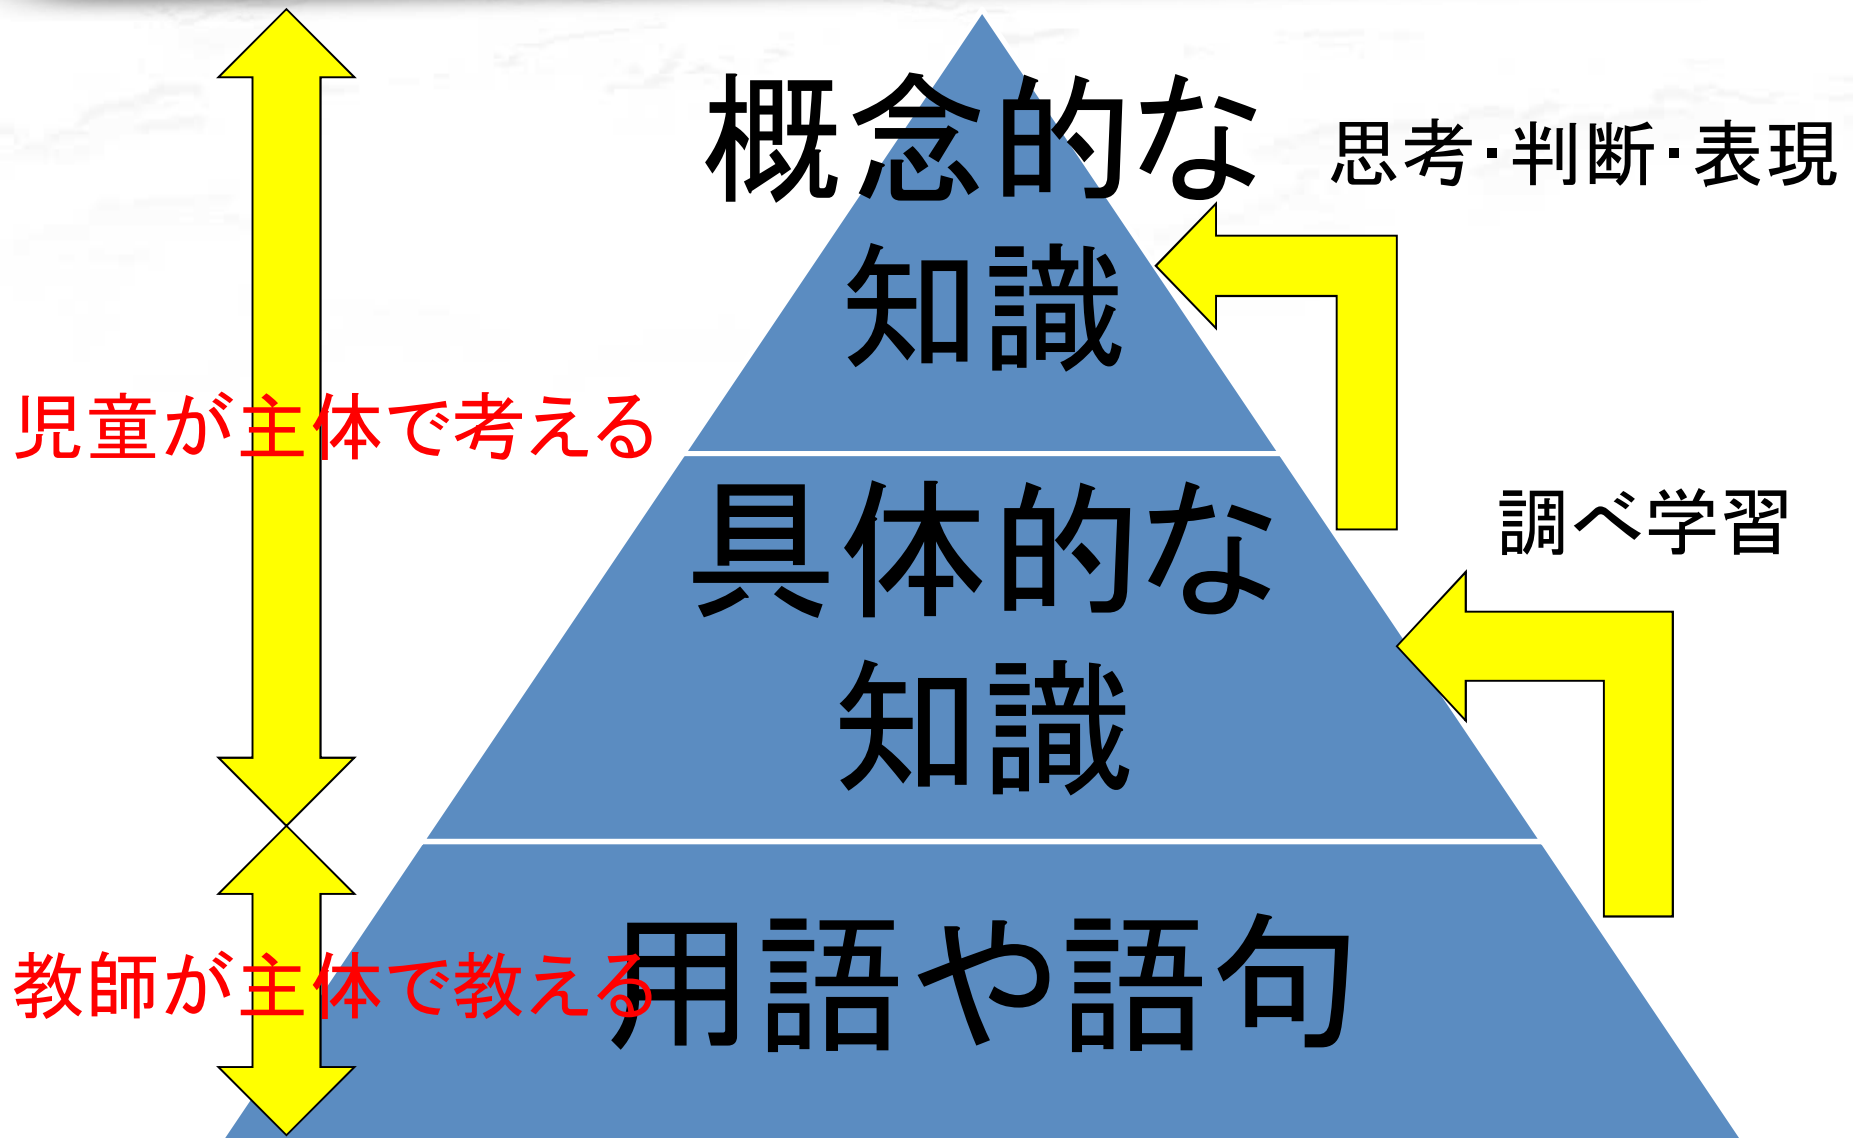 概念的な
知識
思考・判断・表現
児童が主体で考える
具体的な
知識
調べ学習
教師が主体で教える
用語や語句